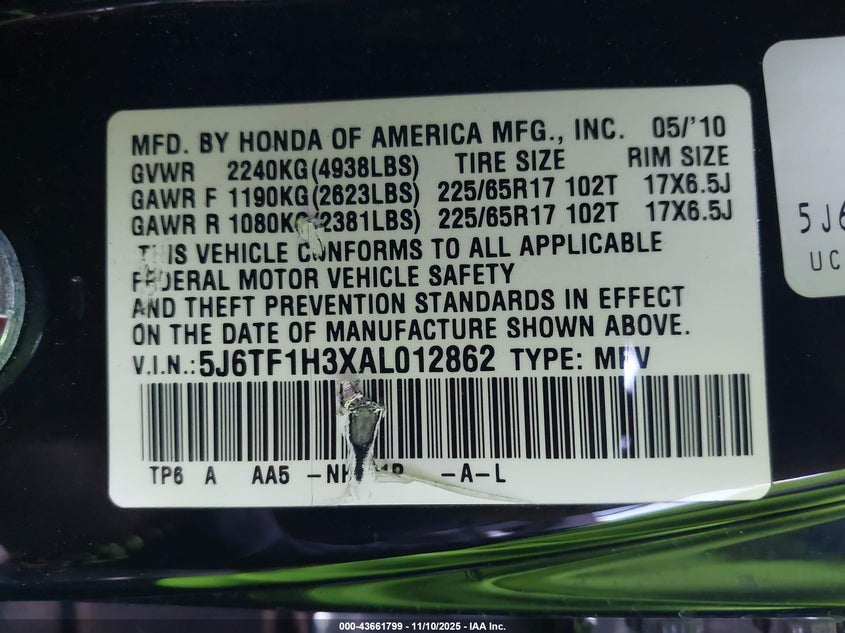 MFD. BY HONDA OF AMERICA MFG., INC. 05/'10
GVWR 2240KG(4938LBS) TIRE SIZE RIM SIZE
GAWR F 1190KG(2623LBS) 225/65R17 102T 17X6.5J
GAWR R 1080KG(2381LBS) 225/65R17 102T 17X6.5J
THIS VEHICLE CONFORMS TO ALL APPLICABLE
FEDERAL MOTOR VEHICLE SAFETY
AND THEFT PREVENTION STANDARDS IN EFFECT
ON THE DATE OF MANUFACTURE SHOWN ABOVE.
V.I.N.:5J6TF1H3XAL012862 TYPE: MPV
TP6 A AA5 -A-L
5J6
UC
000-43661799 - 11/10/2025 - IAA Inc.